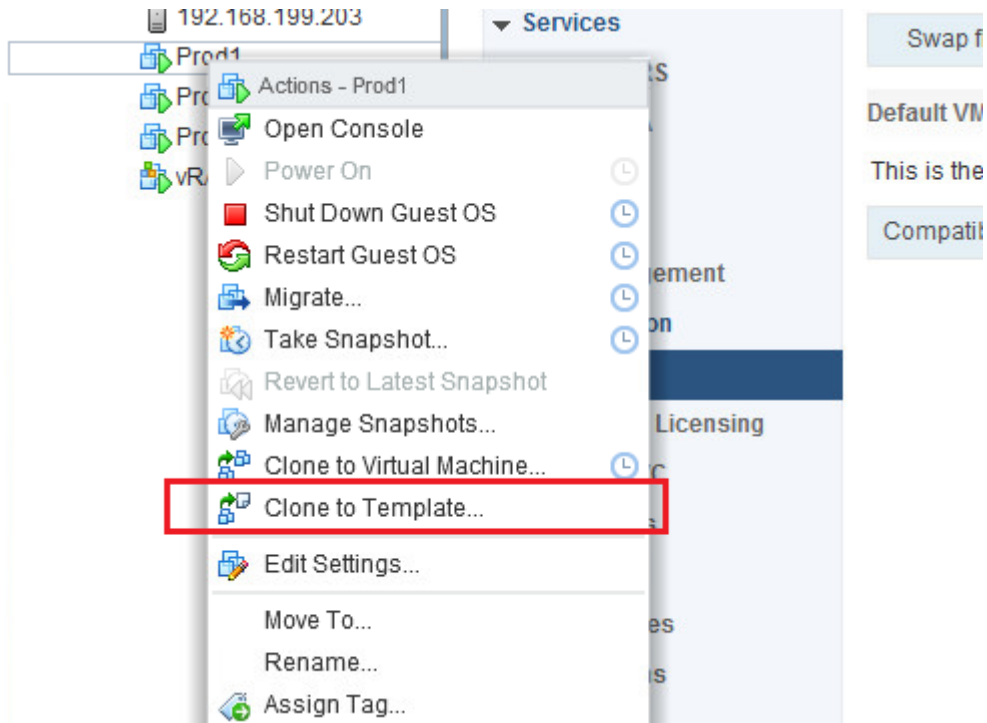 192.168.199.203
Services
Swap f
Prod1
Actions - Prod1
RS
Default VM
Open Console
Power On
This is the
Shut Down Guest OS
Compatib
Restart Guest OS
gement
Migrate...
on
Take Snapshot...
Revert to Latest Snapshot
Manage Snapshots...
Licensing
Clone to Virtual Machine...
Clone to Template...
Edit Settings...
Move To...
es
Rename...
Assign Tag...